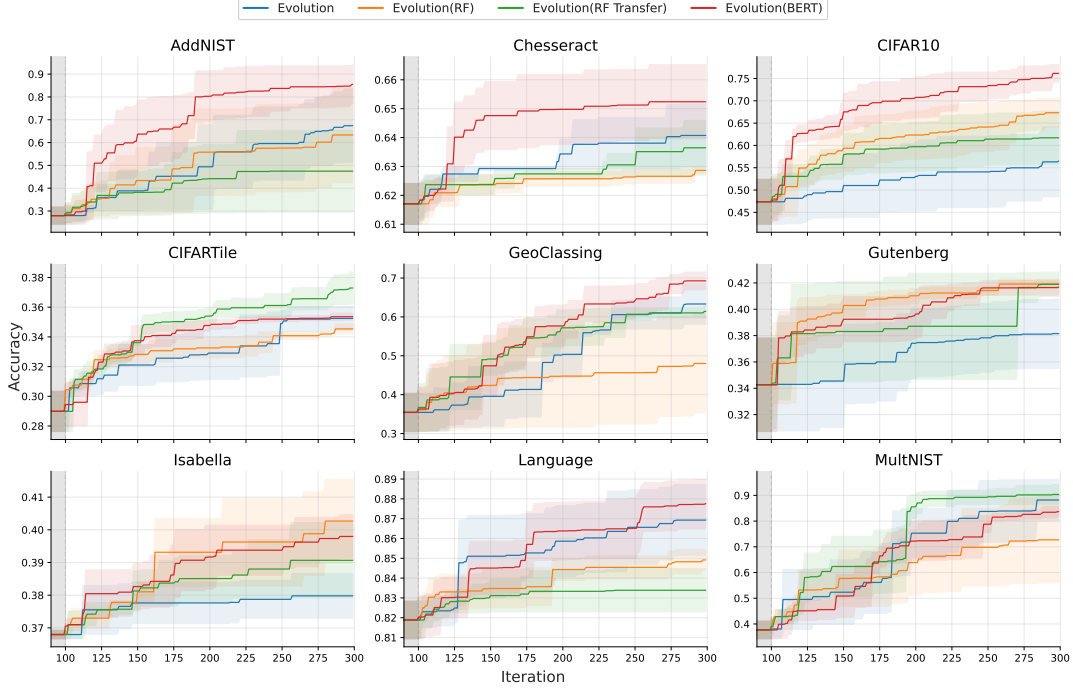 Evolution Evolution(RF) Evolution(RF Transfer) Evolution(BERT)
AddNIST Chesseract CIFAR10
0.9 0.8 0.7 0.6 0.5 0.4 0.3
0.66 0.65 0.64 0.63 0.62 0.61
0.75 0.70 0.65 0.60 0.55 0.50 0.45
CIFARTile GeoClassing Gutenberg
0.38 0.36 0.34 0.32 0.30 0.28
0.7 0.6 0.5 0.4 0.3
0.42 0.40 0.38 0.36 0.34 0.32
Accuracy
Isabella Language MultNIST
0.41 0.40 0.39 0.38 0.37
0.89 0.88 0.87 0.86 0.85 0.84 0.83 0.82 0.81
0.9 0.8 0.7 0.6 0.5 0.4
100 125 150 175 200 225 250 275 300
100 125 150 175 200 225 250 275 300
100 125 150 175 200 225 250 275 300
Iteration